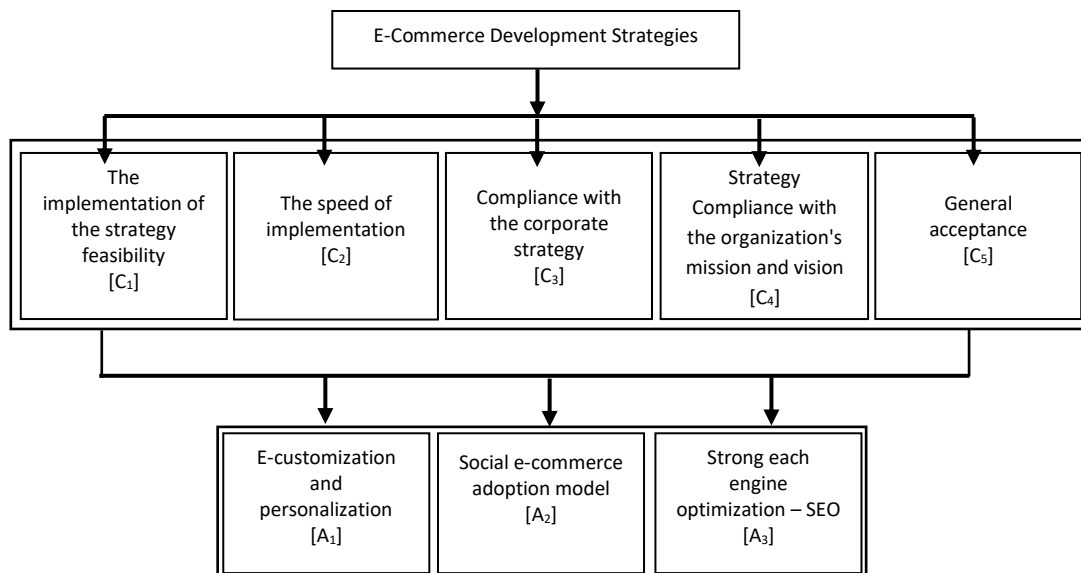 E-Commerce Development Strategies
The
implementation of
the strategy
feasibility
[C₁]
The speed of
implementation
[C₂]
Compliance with
the corporate
strategy
[C₃]
Strategy
Compliance with
the organization's
mission and vision
[C₄]
General
acceptance
[C₅]
E-customization
and
personalization
[A₁]
Social e-commerce
adoption model
[A₂]
Strong each
engine
optimization – SEO
[A₃]